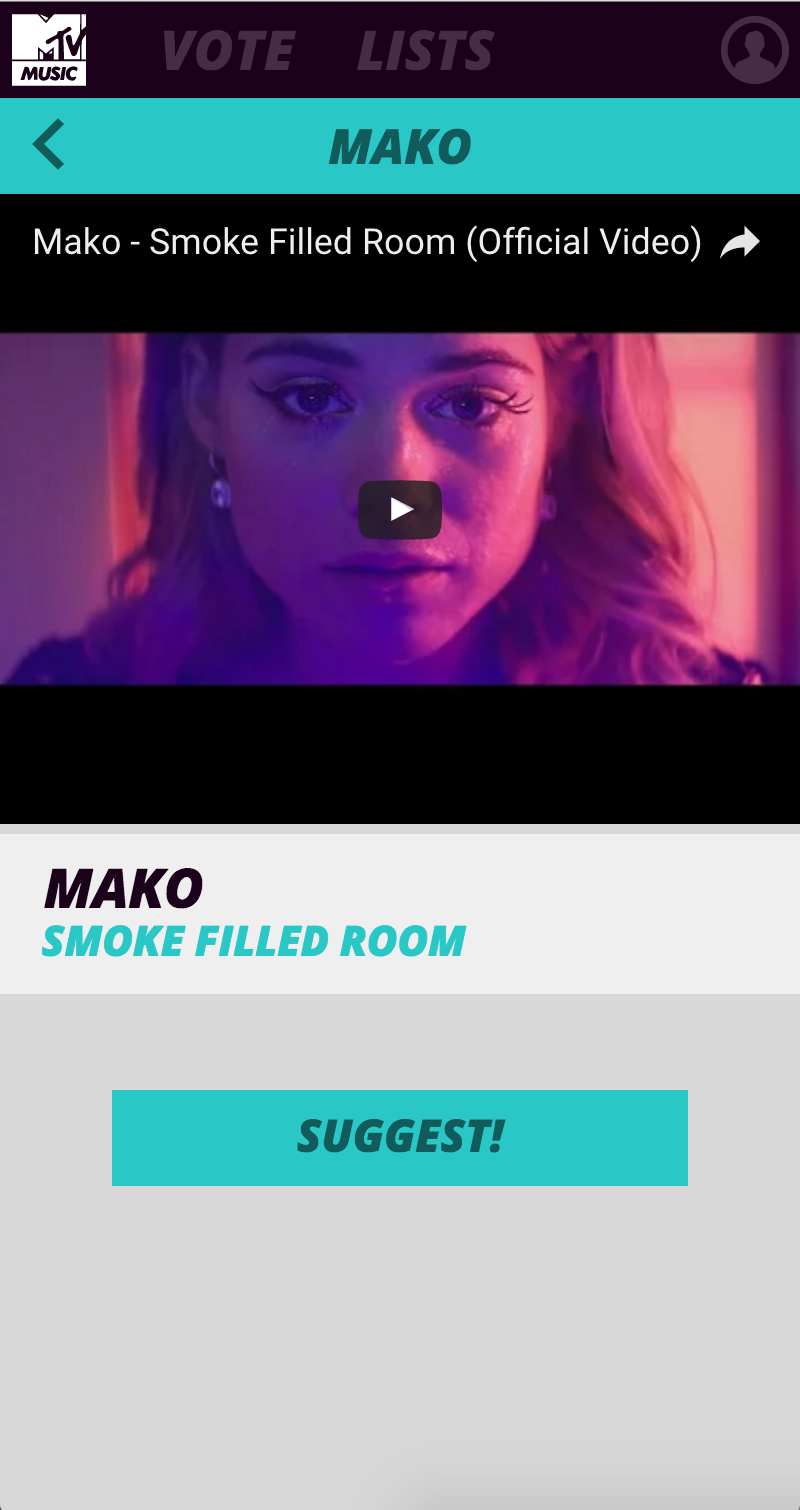 MTV
MUSIC
VOTE
LISTS
MAKO
Mako - Smoke Filled Room (Official Video)
MAKO
SMOKE FILLED ROOM
SUGGEST!